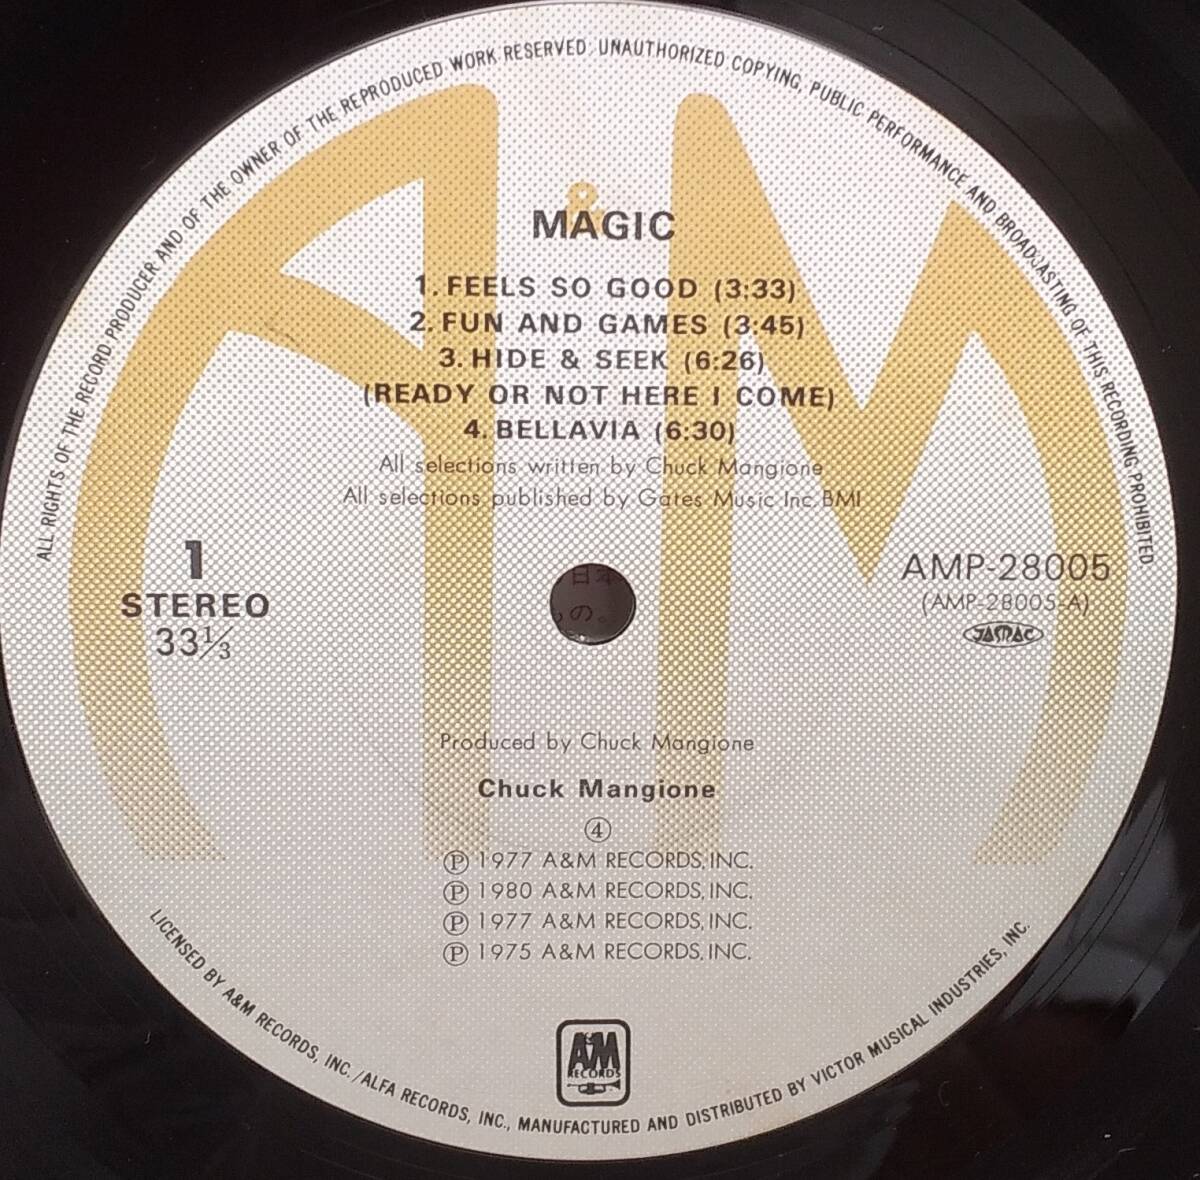 ALL RIGHTS OF THE RECORD PRODUCER AND OF THE OWNER OF THE REPRODUCED WORK RESERVED. UNAUTHORIZED COPYING, PUBLIC PERFORMANCE AND BROADCASTING OF THIS RECORDING PROHIBITED
&
MAGIC
1. FEELS SO GOOD (3:33)
2. FUN AND GAMES (3:45)
3. HIDE & SEEK (6:26)
(READY OR NOT HERE I COME)
4. BELLAVIA (6:30)
All selections written by Chuck Mangione
All selections published by Gates Music Inc. BMI
1
STEREO
33⅓
AMP-28005
(AMP-28005-A)
JASRAC
日本
の。
Produced by Chuck Mangione
Chuck Mangione
④
Ⓟ 1977 A&M RECORDS, INC.
Ⓟ 1980 A&M RECORDS, INC.
Ⓟ 1977 A&M RECORDS, INC.
Ⓟ 1975 A&M RECORDS, INC.
A&M
RECORDS
LICENSED BY A&M RECORDS, INC./ALFA RECORDS, INC., MANUFACTURED AND DISTRIBUTED BY VICTOR MUSICAL INDUSTRIES, INC.